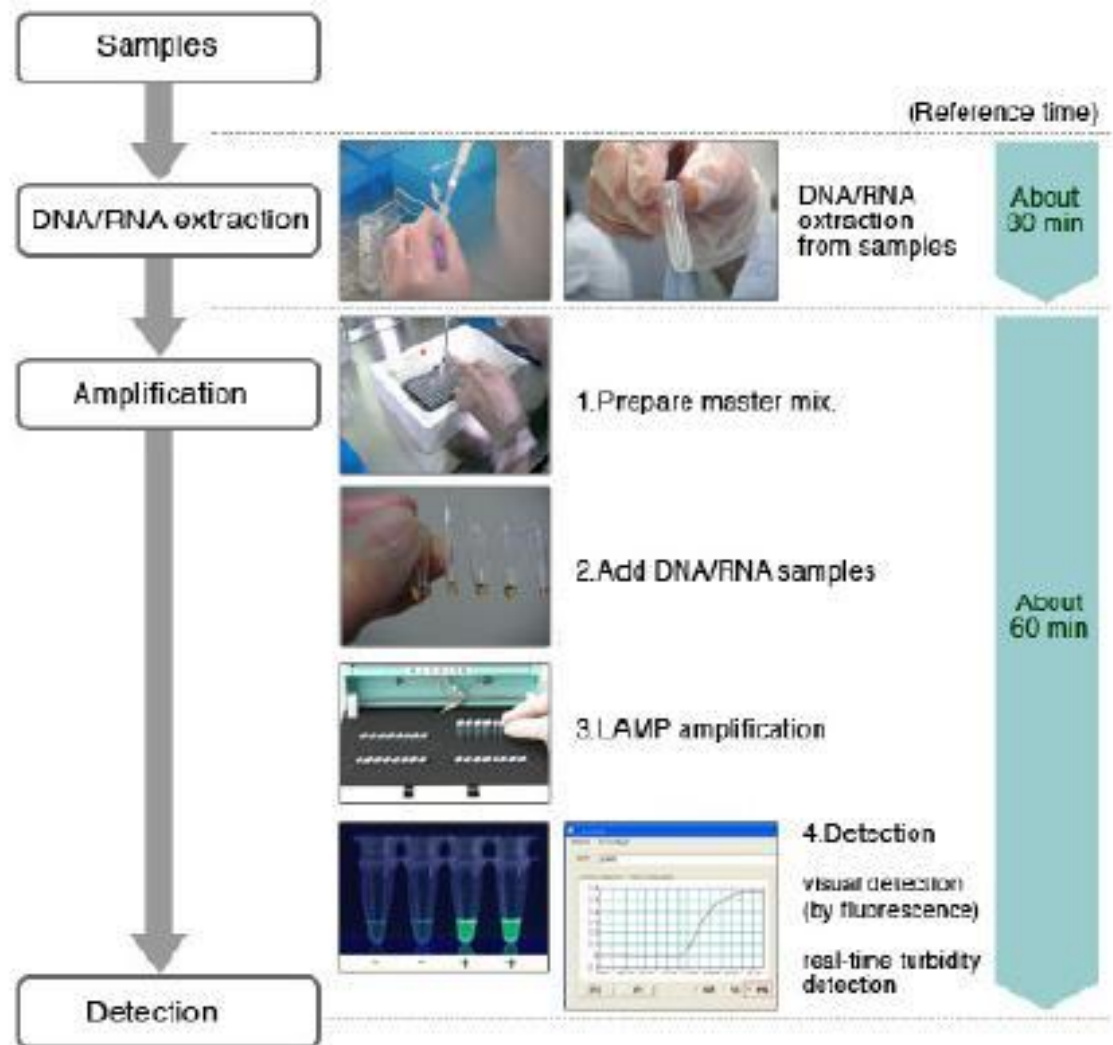 Samples
(Reference time)
DNA/RNA extraction
DNA/RNA
extraction
from samples
About
30 min
Amplification
1.Prepare master mix.
2.Add DNA/RNA samples
About
60 min
3.LAMP amplification
4.Detection
visual detection
(by fluorescence)
real-time turbidity
detection
- - + +
Detection